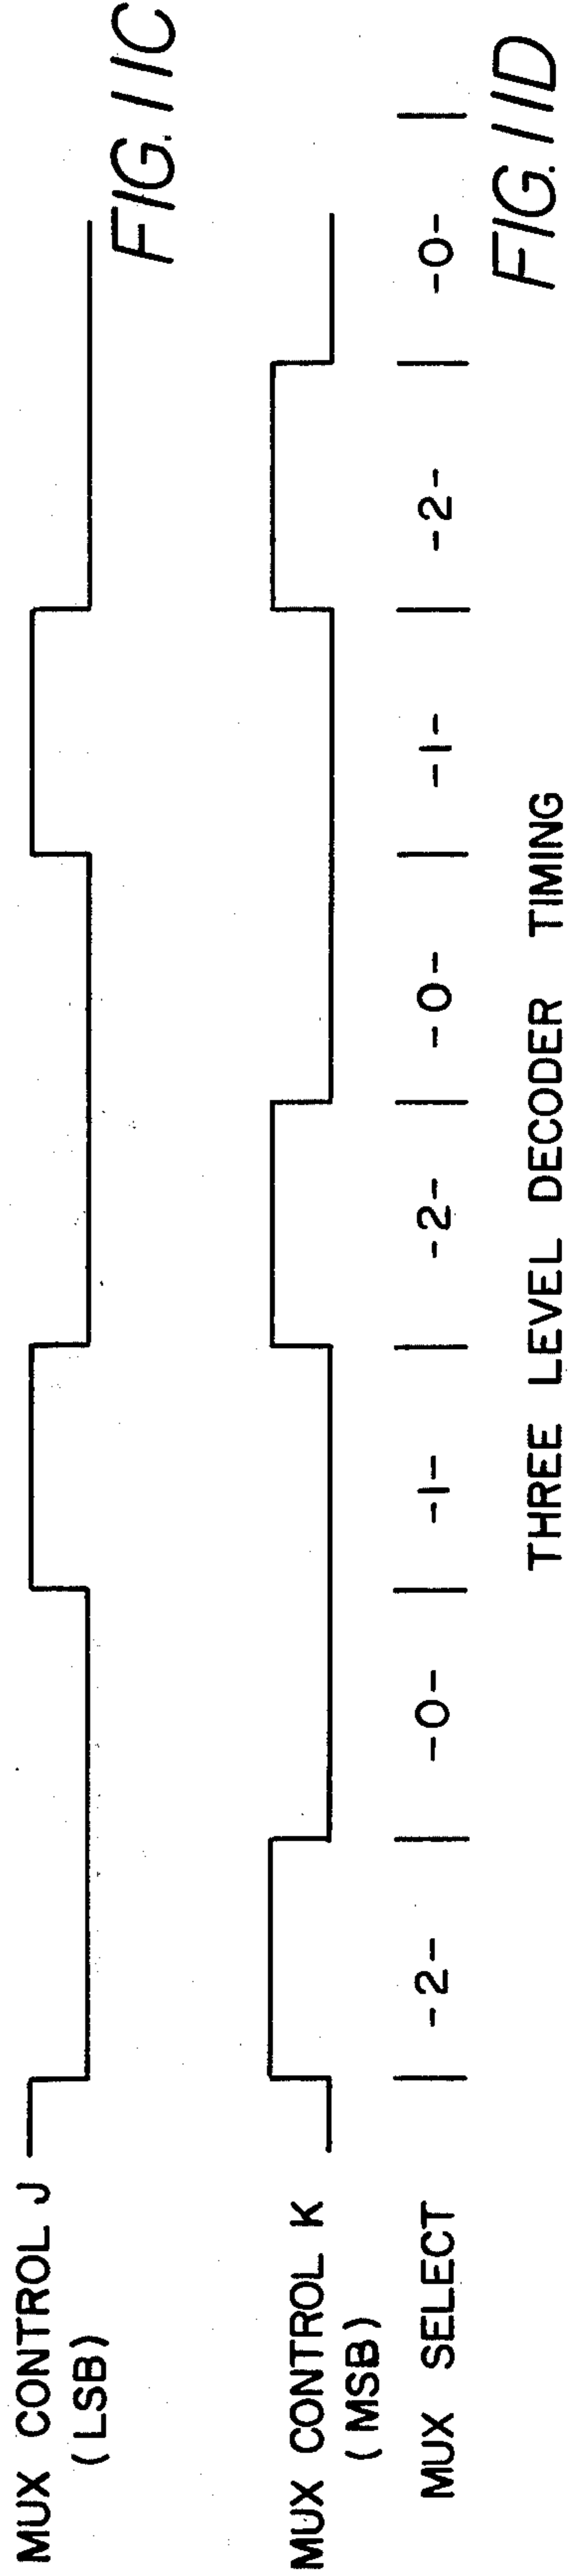 MUX CONTROL J
(LSB)
FIG. 11C
MUX CONTROL K
(MSB)
MUX SELECT
-2- -0- -1- -2- -0- -1- -2- -0-
FIG. 11D
THREE LEVEL DECODER TIMING